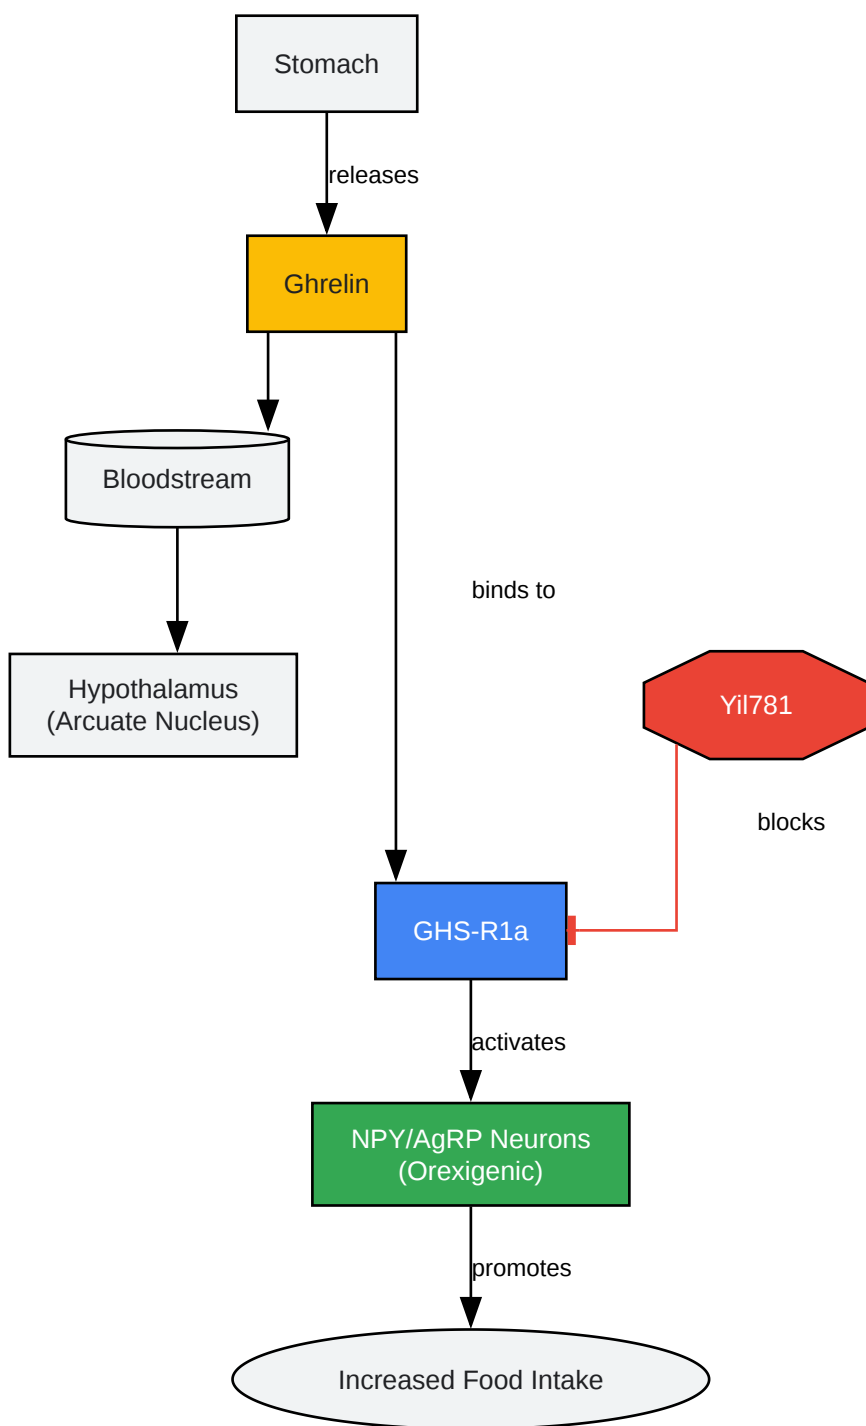 Stomach
releases
Ghrelin
Bloodstream
binds to
Hypothalamus
(Arcuate Nucleus)
Yil781
blocks
GHS-R1a
activates
NPY/AgRP Neurons
(Orexigenic)
promotes
Increased Food Intake